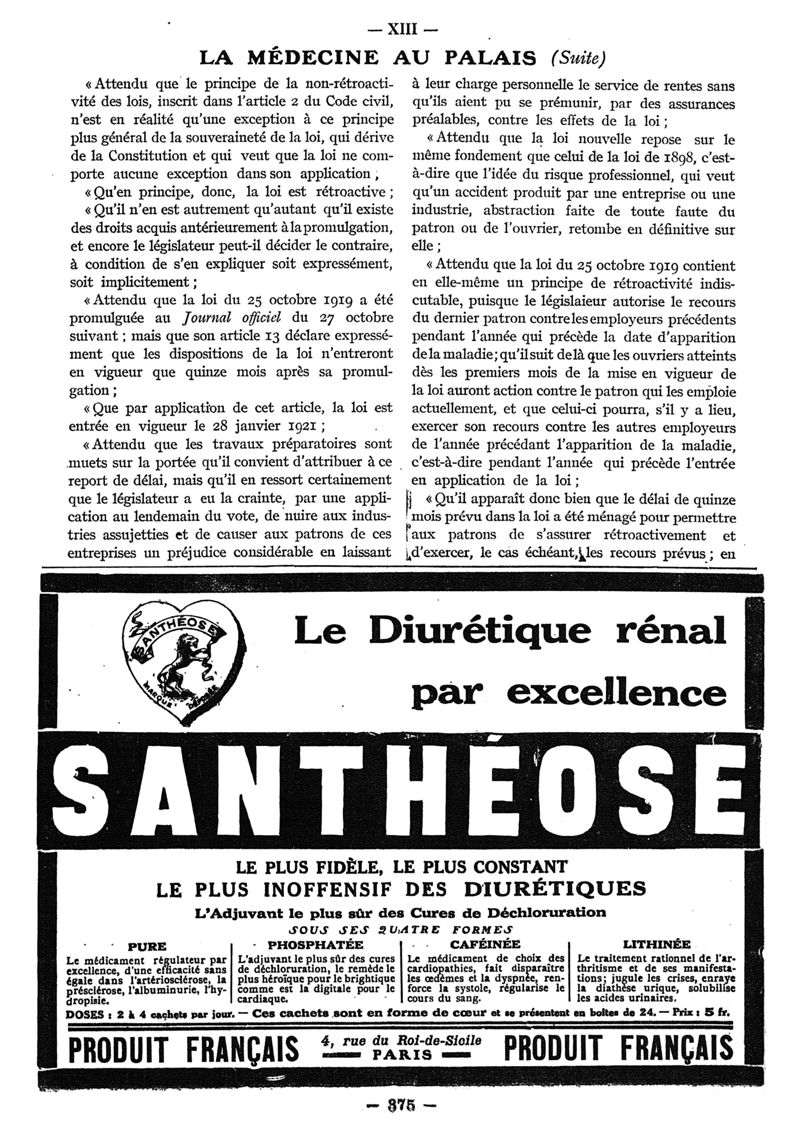 — XIII —
LA MÉDECINE AU PALAIS (Suite)
« Attendu que le principe de la non-rétroacti-
vité des lois, inscrit dans l'article 2 du Code civil,
n'est en réalité qu'une exception à ce principe
plus général de la souveraineté de la loi, qui dérive
de la Constitution et qui veut que la loi ne com-
porte aucune exception dans son application ,
« Qu'en principe, donc, la loi est rétroactive ;
« Qu'il n'en est autrement qu'autant qu'il existe
des droits acquis antérieurement à la promulgation,
et encore le législateur peut-il décider le contraire,
à condition de s'en expliquer soit expressément,
soit implicitement ;
« Attendu que la loi du 25 octobre 1919 a été
promulguée au Journal officiel du 27 octobre
suivant ; mais que son article 13 déclare expressé-
ment que les dispositions de la loi n'entreront
en vigueur que quinze mois après sa promul-
gation ;
« Que par application de cet article, la loi est
entrée en vigueur le 28 janvier 1921 ;
« Attendu que les travaux préparatoires sont
muets sur la portée qu'il convient d'attribuer à ce
report de délai, mais qu'il en ressort certainement
que le législateur a eu la crainte, par une appli-
cation au lendemain du vote, de nuire aux indus-
tries assujetties et de causer aux patrons de ces
entreprises un préjudice considérable en laissant
à leur charge personnelle le service de rentes sans
qu'ils aient pu se prémunir, par des assurances
préalables, contre les effets de la loi ;
« Attendu que la loi nouvelle repose sur le
même fondement que celui de la loi de 1898, c'est-
à-dire que l'idée du risque professionnel, qui veut
qu'un accident produit par une entreprise ou une
industrie, abstraction faite de toute faute du
patron ou de l'ouvrier, retombe en définitive sur
elle ;
« Attendu que la loi du 25 octobre 1919 contient
en elle-même un principe de rétroactivité indis-
cutable, puisque le législaieur autorise le recours
du dernier patron contre les employeurs précédents
pendant l'année qui précède la date d'apparition
de la maladie; qu'il suit de là que les ouvriers atteints
dès les premiers mois de la mise en vigueur de
la loi auront action contre le patron qui les emploie
actuellement, et que celui-ci pourra, s'il y a lieu,
exercer son recours contre les autres employeurs
de l'année précédant l'apparition de la maladie,
c'est-à-dire pendant l'année qui précède l'entrée
en application de la loi ;
« Qu'il apparaît donc bien que le délai de quinze
mois prévu dans la loi a été ménagé pour permettre
aux patrons de s'assurer rétroactivement et
d'exercer, le cas échéant, les recours prévus ; en
SANTHÉOSE
MARQUE DÉPOSÉE
Le Diurétique rénal
par excellence
SANTHÉOSE
LE PLUS FIDÈLE, LE PLUS CONSTANT
LE PLUS INOFFENSIF DES DIURÉTIQUES
L'Adjuvant le plus sûr des Cures de Déchloruration
SOUS SES QUATRE FORMES
PURE
Le médicament régulateur par
excellence, d'une efficacité sans
égale dans l'artériosclérose, la
présclérose, l'albuminurie, l'hy-
dropisie.
PHOSPHATÉE
L'adjuvant le plus sûr des cures
de déchloruration, le remède le
plus héroïque pour le brightique
comme est la digitale pour le
cardiaque.
CAFÉINÉE
Le médicament de choix des
cardiopathies, fait disparaître
les œdèmes et la dyspnée, ren-
force la systole, régularise le
cours du sang.
LITHINÉE
Le traitement rationnel de l'ar-
thritisme et de ses manifesta-
tions; jugule les crises, enraye
la diathèse urique, solubilise
les acides urinaires.
DOSES : 2 à 4 cachets par jour. — Ces cachets sont en forme de cœur et se présentent en boîtes de 24. — Prix : 5 fr.
PRODUIT FRANÇAIS
4, rue du Roi-de-Sicile
— PARIS —
PRODUIT FRANÇAIS
— 375 —